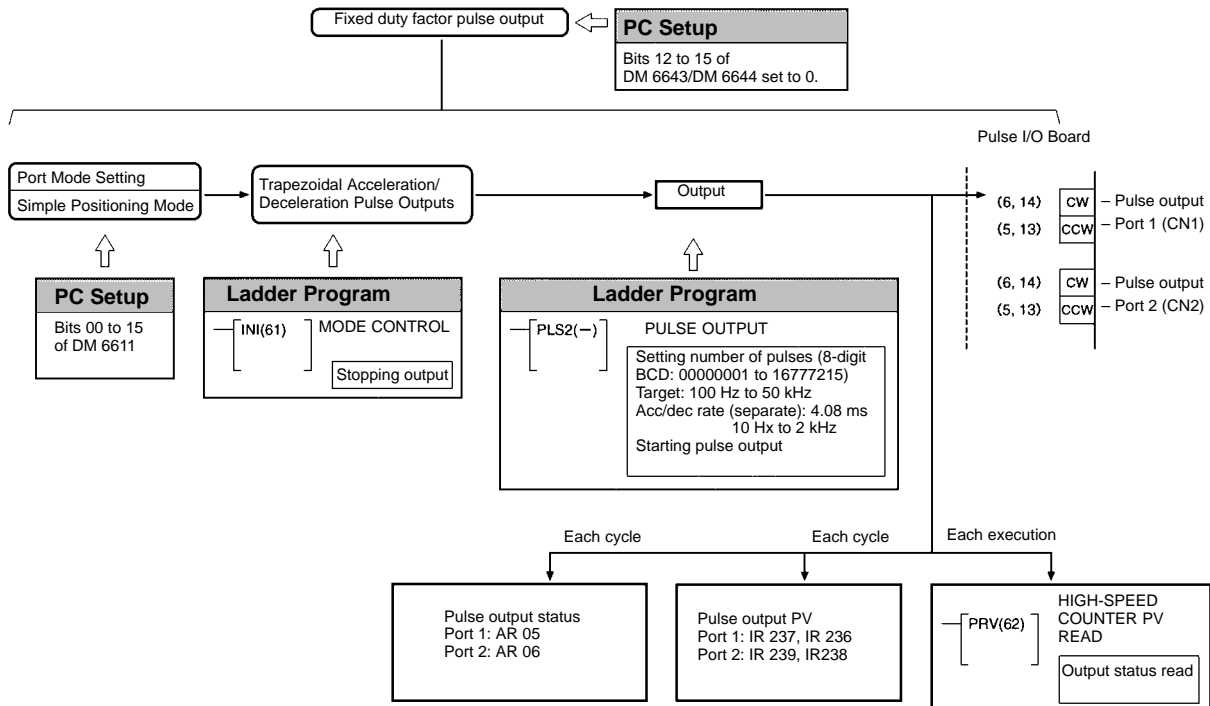 Fixed duty factor pulse output
PC Setup
Bits 12 to 15 of
DM 6643/DM 6644 set to 0.
Pulse I/O Board
Port Mode Setting
Simple Positioning Mode
Trapezoidal Acceleration/
Deceleration Pulse Outputs
Output
(6, 14) CW – Pulse output
(5, 13) CCW – Port 1 (CN1)
(6, 14) CW – Pulse output
(5, 13) CCW Port 2 (CN2)
PC Setup
Bits 00 to 15
of DM 6611
Ladder Program
INI(61) MODE CONTROL
Stopping output
Ladder Program
PLS2(—) PULSE OUTPUT
Setting number of pulses (8-digit
BCD: 00000001 to 16777215)
Target: 100 Hz to 50 kHz
Acc/dec rate (separate): 4.08 ms
10 Hx to 2 kHz
Starting pulse output
Each cycle
Each cycle
Each execution
Pulse output status
Port 1: AR 05
Port 2: AR 06
Pulse output PV
Port 1: IR 237, IR 236
Port 2: IR 239, IR238
PRV(62)
HIGH-SPEED
COUNTER PV
READ
Output status read